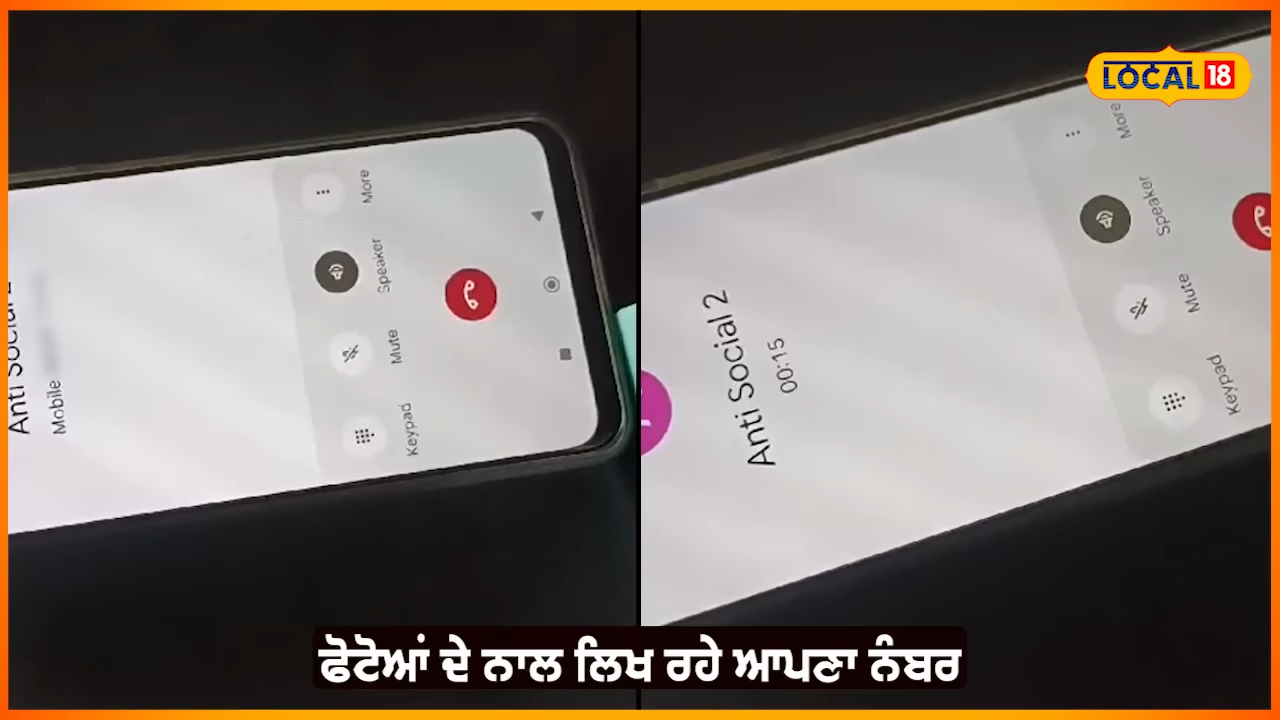 LOCAL 18
More
Speaker
Mute
Keypad
Anti Social 2
Mobile
More
Speaker
Mute
Keypad
Anti Social 2
00:15
ਫੋਟੋਆਂ ਦੇ ਨਾਲ ਲਿਖ ਰਹੇ ਆਪਣਾ ਨੰਬਰ